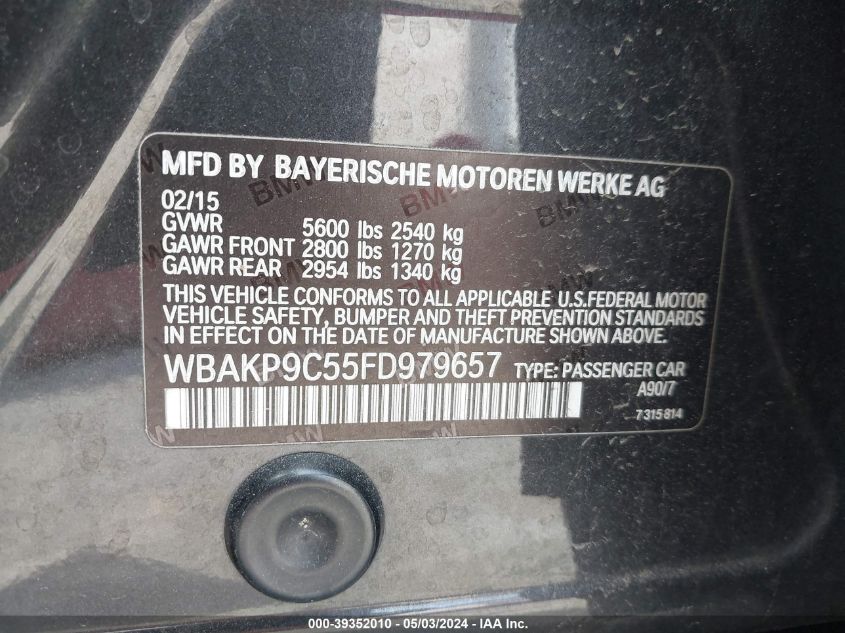 MFD BY BAYERISCHE MOTOREN WERKE AG
02/15
GVWR 5600 lbs 2540 kg
GAWR FRONT 2800 lbs 1270 kg
GAWR REAR 2954 lbs 1340 kg
THIS VEHICLE CONFORMS TO ALL APPLICABLE U.S.FEDERAL MOTOR
VEHICLE SAFETY, BUMPER AND THEFT PREVENTION STANDARDS
IN EFFECT ON THE DATE OF MANUFACTURE SHOWN ABOVE.
WBAKP9C55FD979657 TYPE: PASSENGER CAR
A90/7
7315814
000-39352010 - 05/03/2024 - IAAI.COM